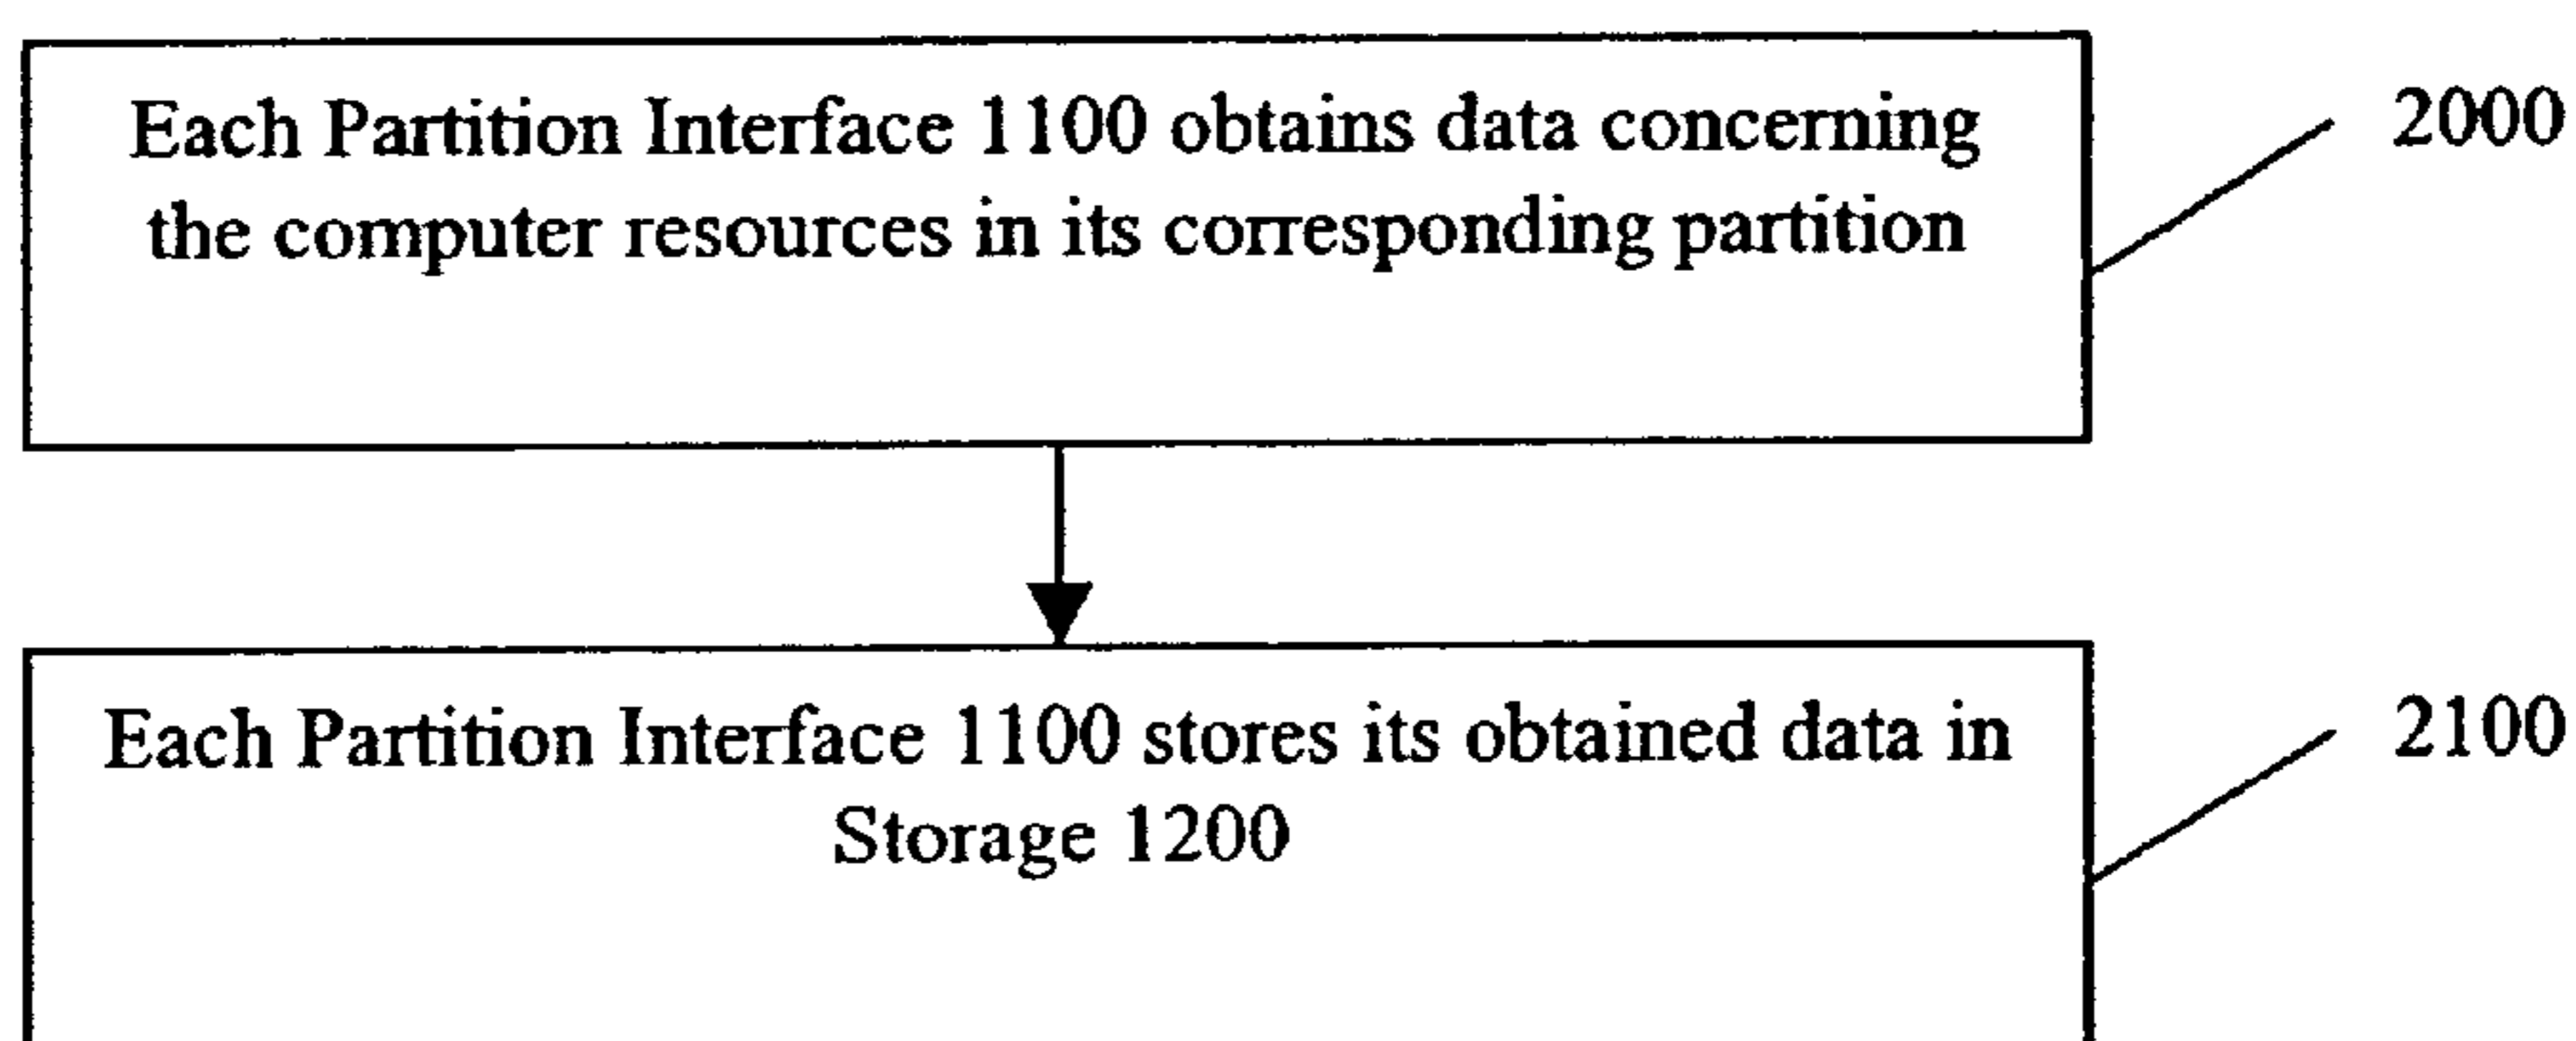 Each Partition Interface 1100 obtains data concerning
the computer resources in its corresponding partition
2000
Each Partition Interface 1100 stores its obtained data in
Storage 1200
2100